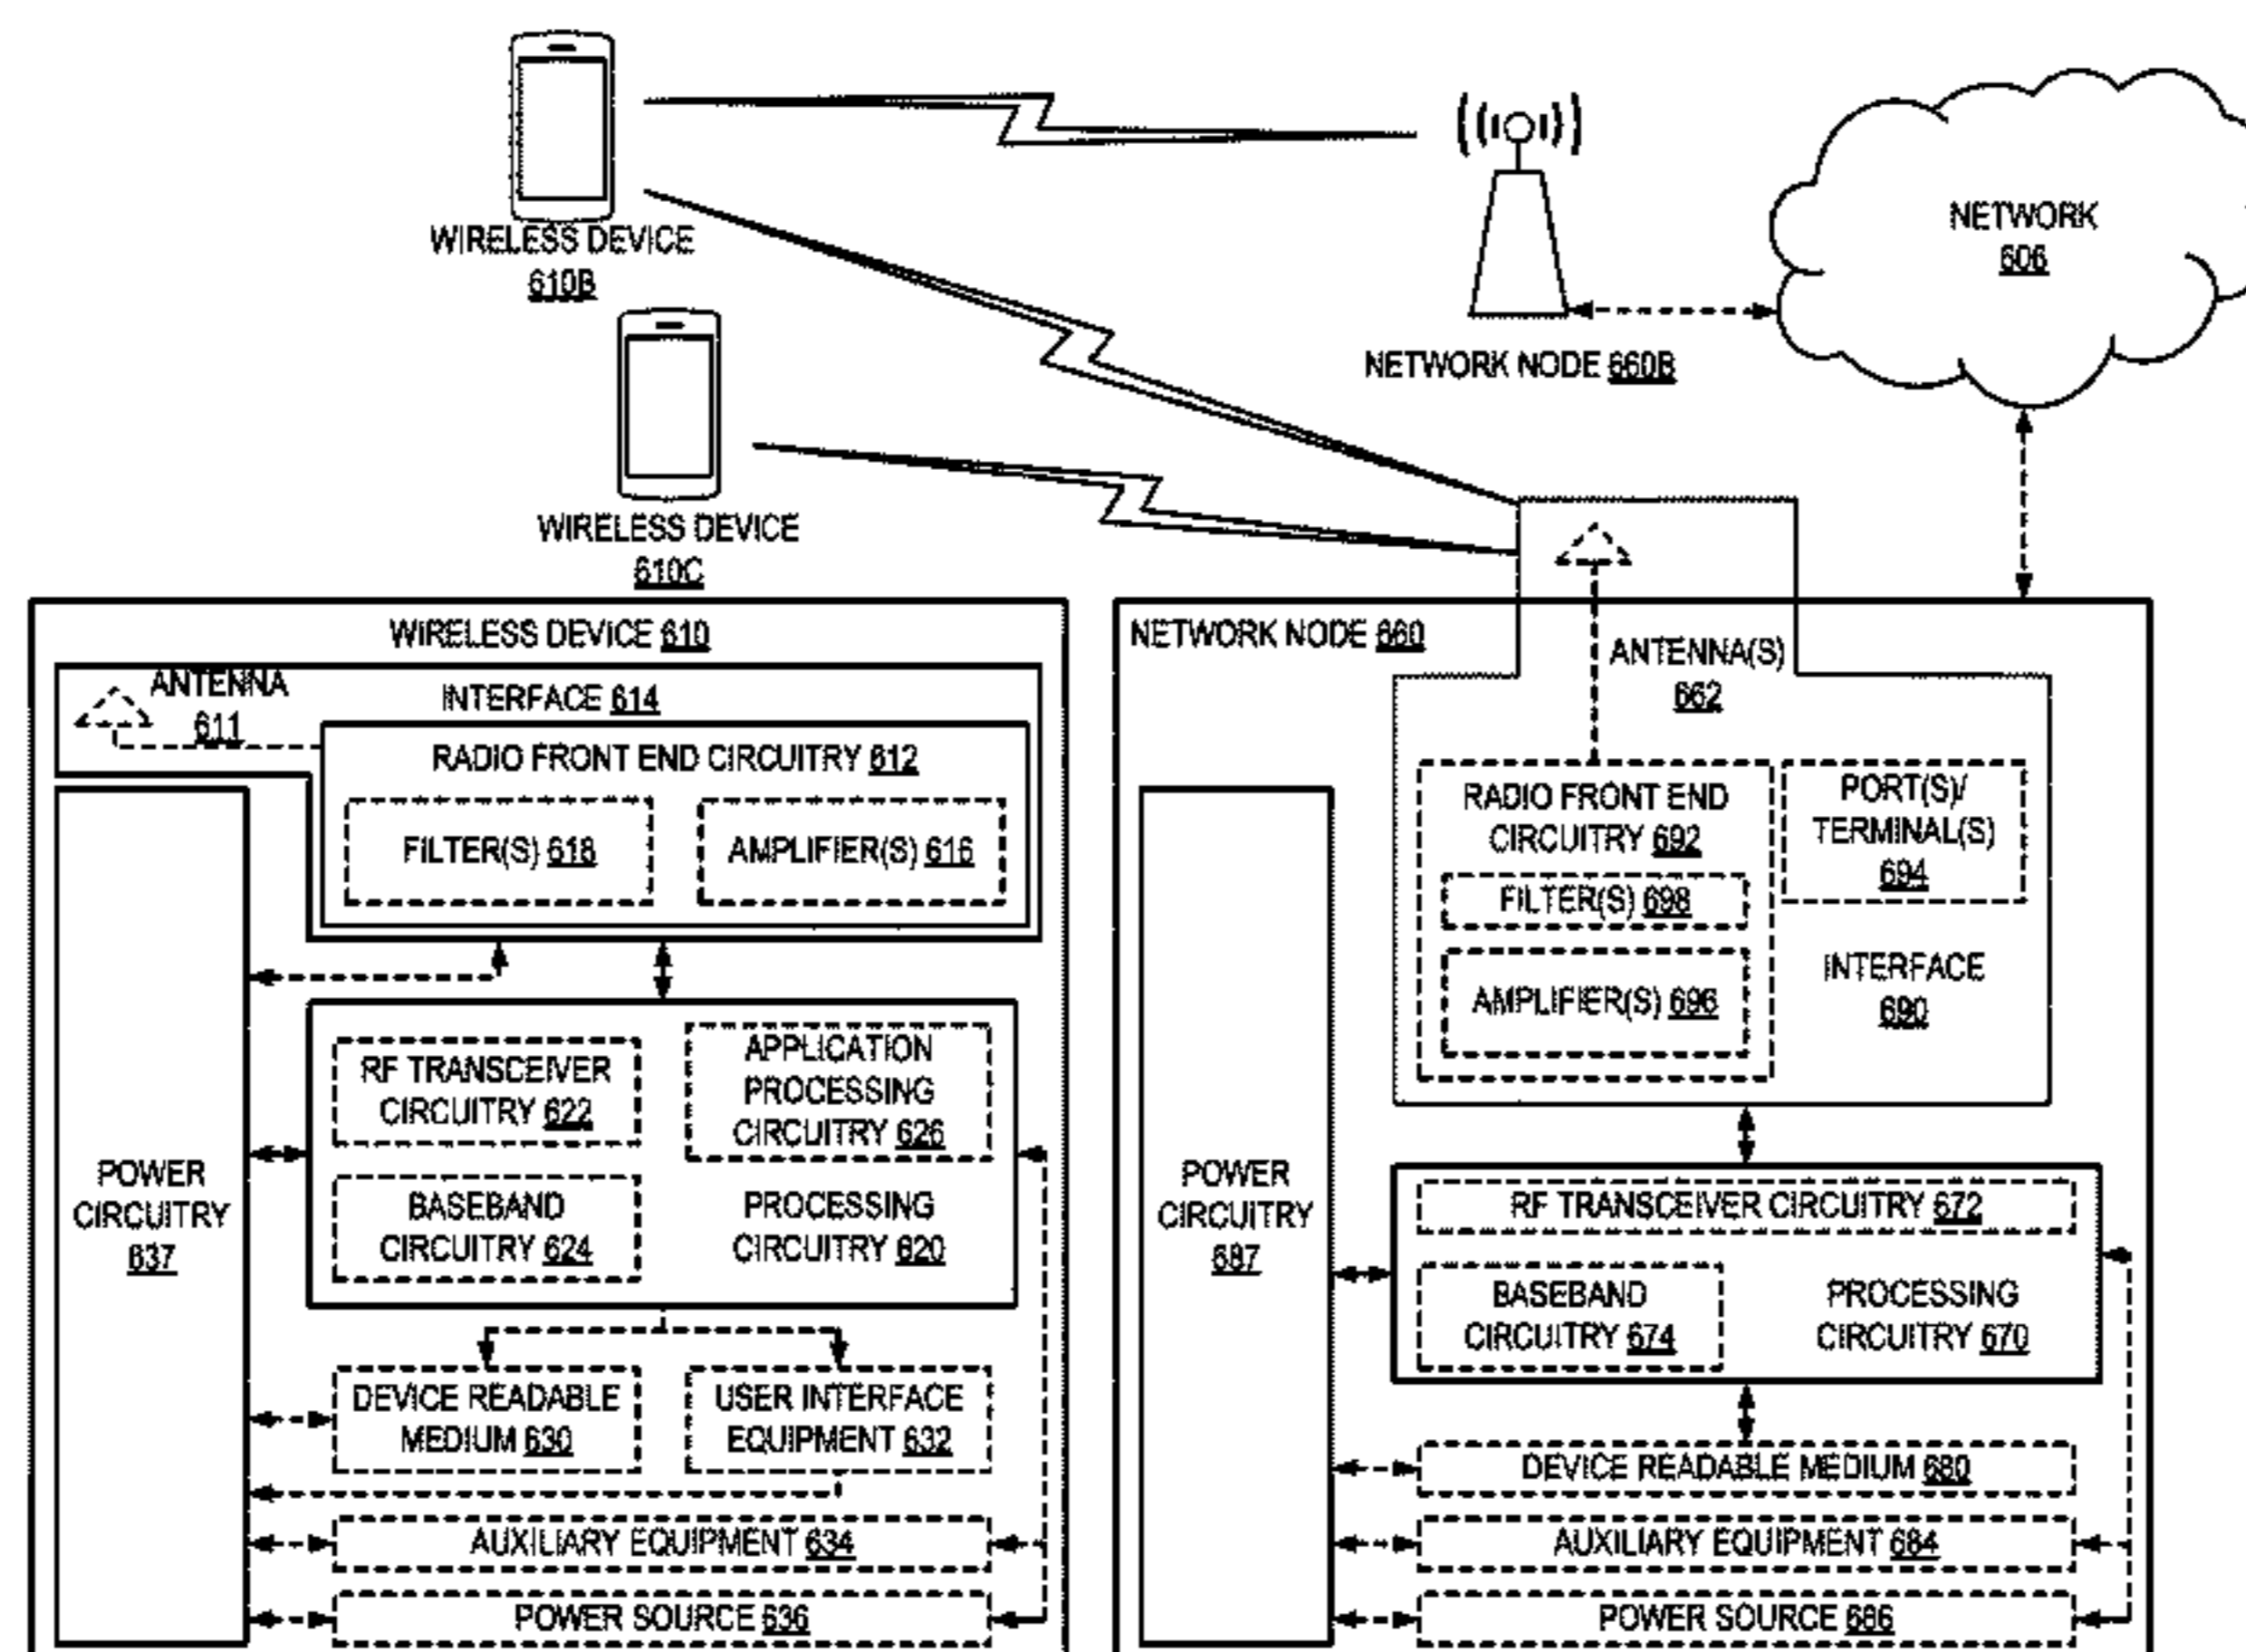 WIRELESS DEVICE
610B
NETWORK
606
NETWORK NODE 660B
WIRELESS DEVICE
610C
WIRELESS DEVICE 610
ANTENNA
611
INTERFACE 614
RADIO FRONT END CIRCUITRY 612
FILTER(S) 618
AMPLIFIER(S) 616
POWER
CIRCUITRY
637
RF TRANSCEIVER
CIRCUITRY 622
APPLICATION
PROCESSING
CIRCUITRY 626
BASEBAND
CIRCUITRY 624
PROCESSING
CIRCUITRY 620
DEVICE READABLE
MEDIUM 630
USER INTERFACE
EQUIPMENT 632
AUXILIARY EQUIPMENT 634
POWER SOURCE 636
NETWORK NODE 660
ANTENNA(S)
662
RADIO FRONT END
CIRCUITRY 692
PORT(S)/
TERMINAL(S)
694
FILTER(S) 698
AMPLIFIER(S) 696
INTERFACE
690
POWER
CIRCUITRY
687
RF TRANSCEIVER CIRCUITRY 672
BASEBAND
CIRCUITRY 674
PROCESSING
CIRCUITRY 670
DEVICE READABLE MEDIUM 680
AUXILIARY EQUIPMENT 684
POWER SOURCE 686